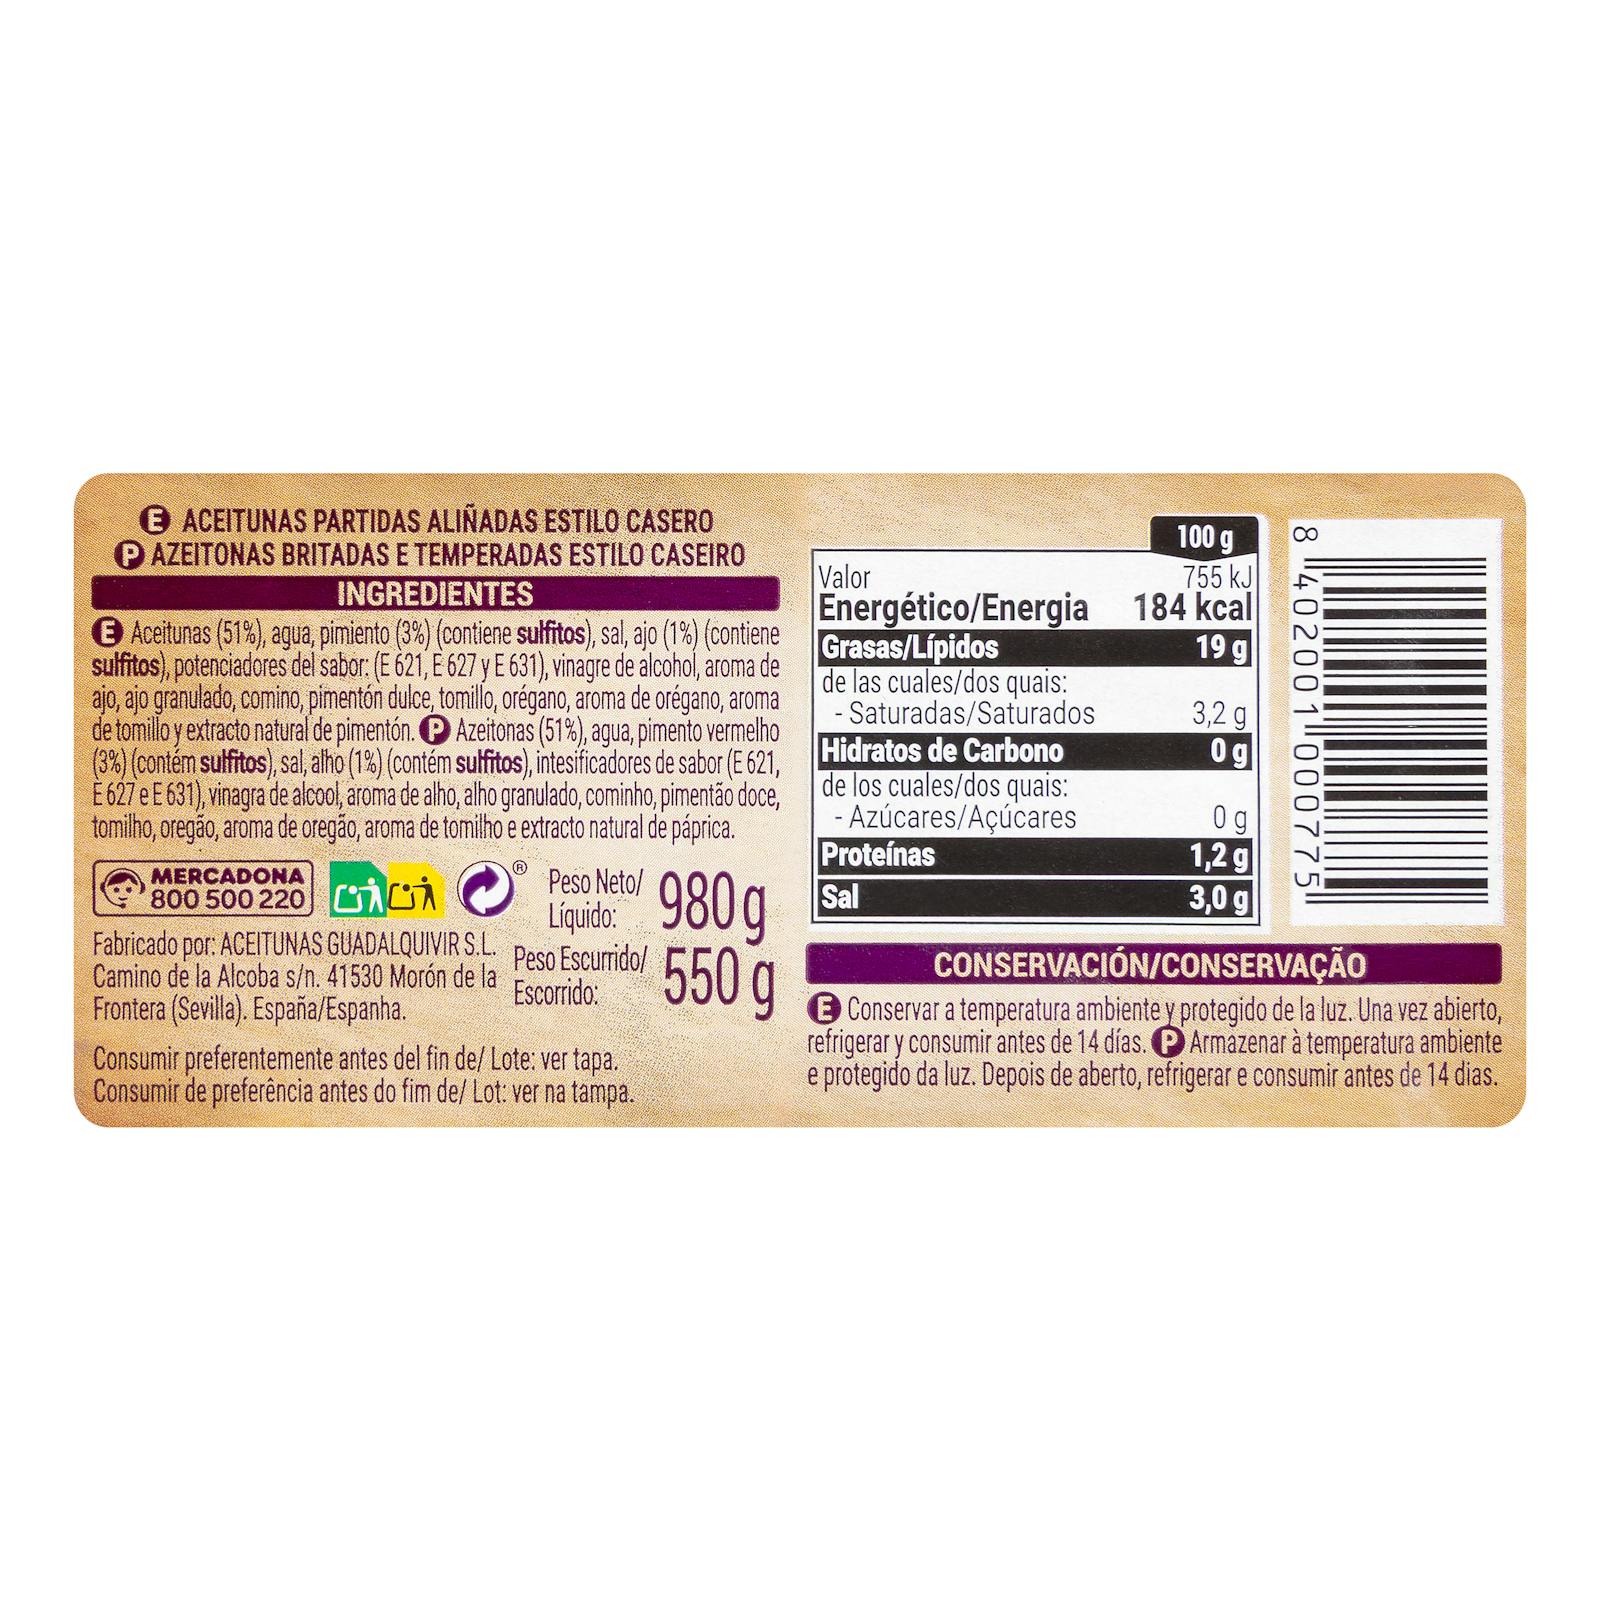 E ACEITUNAS PARTIDAS ALIÑADAS ESTILO CASERO
P AZEITONAS BRITADAS E TEMPERADAS ESTILO CASEIRO
INGREDIENTES
E Aceitunas (51%), agua, pimiento (3%) (contiene sulfitos), sal, ajo (1%) (contiene
sulfitos), potenciadores del sabor: (E 621, E 627 y E 631), vinagre de alcohol, aroma de
ajo, ajo granulado, comino, pimentón dulce, tomillo, orégano, aroma de orégano, aroma
de tomillo y extracto natural de pimentón. P Azeitonas (51%), agua, pimento vermelho
(3%) (contém sulfitos), sal, alho (1%) (contém sulfitos), intesificadores de sabor (E 621,
E 627 e E 631), vinagra de alcool, aroma de alho, alho granulado, cominho, pimentão doce,
tomilho, oregão, aroma de oregão, aroma de tomilho e extracto natural de páprica.
MERCADONA
800 500 220
®
Peso Neto/
Líquido:
980 g
Peso Escurrido/
Escorrido:
550 g
Fabricado por: ACEITUNAS GUADALQUIVIR S.L.
Camino de la Alcoba s/n. 41530 Morón de la
Frontera (Sevilla). España/Espanha.
Consumir preferentemente antes del fin de/ Lote: ver tapa.
Consumir de preferência antes do fim de/ Lot: ver na tampa.
100 g
Valor 755 kJ
Energético/Energia 184 kcal
Grasas/Lípidos 19 g
de las cuales/dos quais:
- Saturadas/Saturados 3,2 g
Hidratos de Carbono 0 g
de los cuales/dos quais:
- Azúcares/Açúcares 0 g
Proteínas 1,2 g
Sal 3,0 g
8 402001 000775
CONSERVACIÓN/CONSERVAÇÃO
E Conservar a temperatura ambiente y protegido de la luz. Una vez abierto,
refrigerar y consumir antes de 14 días. P Armazenar à temperatura ambiente
e protegido da luz. Depois de aberto, refrigerar e consumir antes de 14 dias.